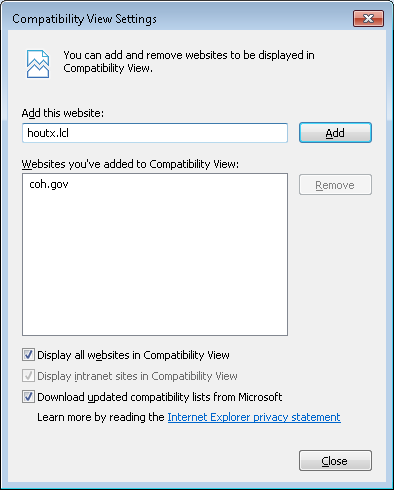 Compatibility View Settings
You can add and remove websites to be displayed in
Compatibility View.
Add this website:
houtx.lcl
Add
Websites you've added to Compatibility View:
coh.gov
Remove
Display all websites in Compatibility View
Display intranet sites in Compatibility View
Download updated compatibility lists from Microsoft
Learn more by reading the Internet Explorer privacy statement
Close